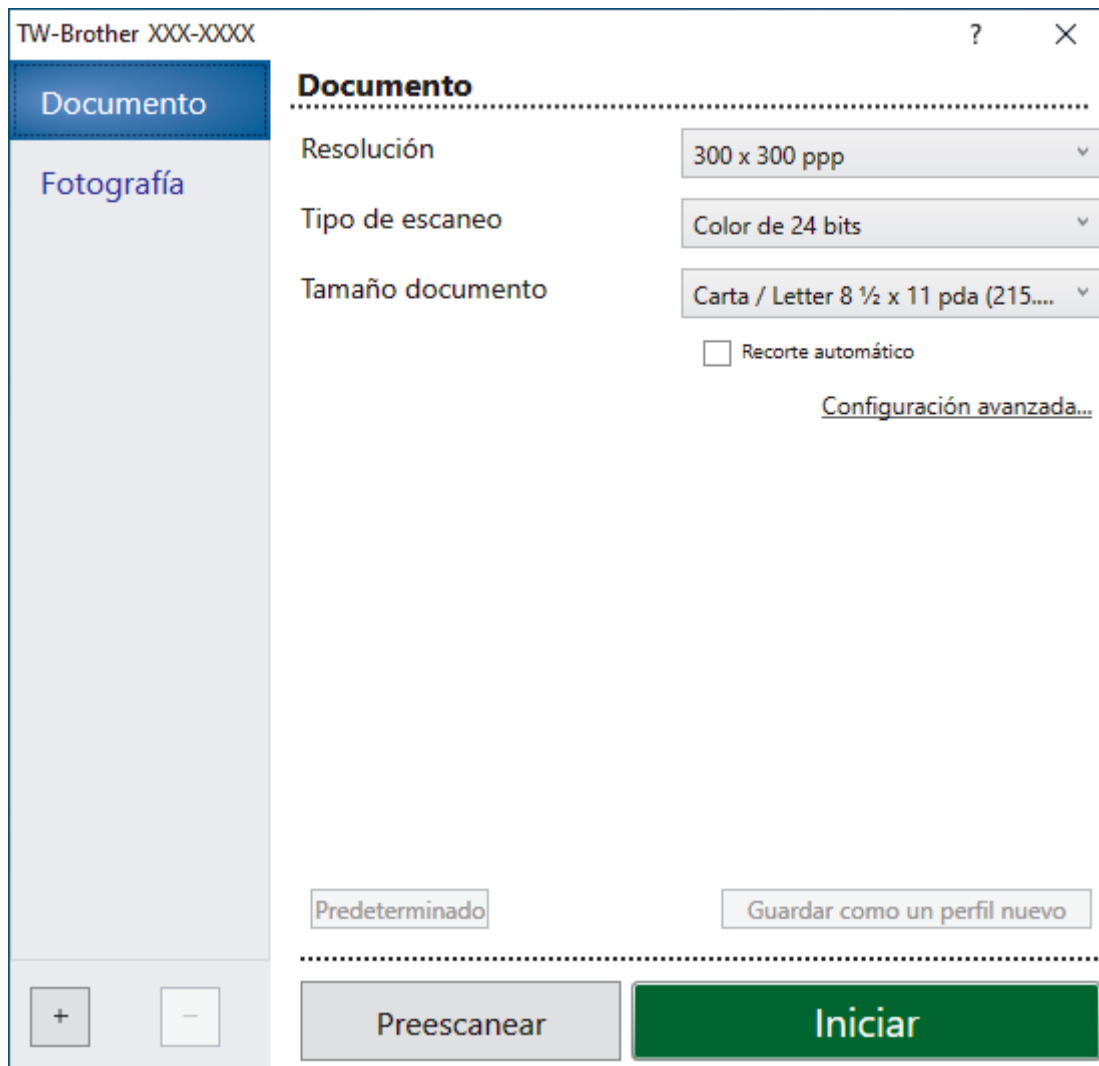 TW-Brother XXX-XXXX ? X
Documento
Fotografía
Documento
Resolución 300 x 300 ppp
Tipo de escaneo Color de 24 bits
Tamaño documento Carta / Letter 8 ½ x 11 pda (215....
Recorte automático
Configuración avanzada...
Predeterminado Guardar como un perfil nuevo
+ −
Preescanear Iniciar